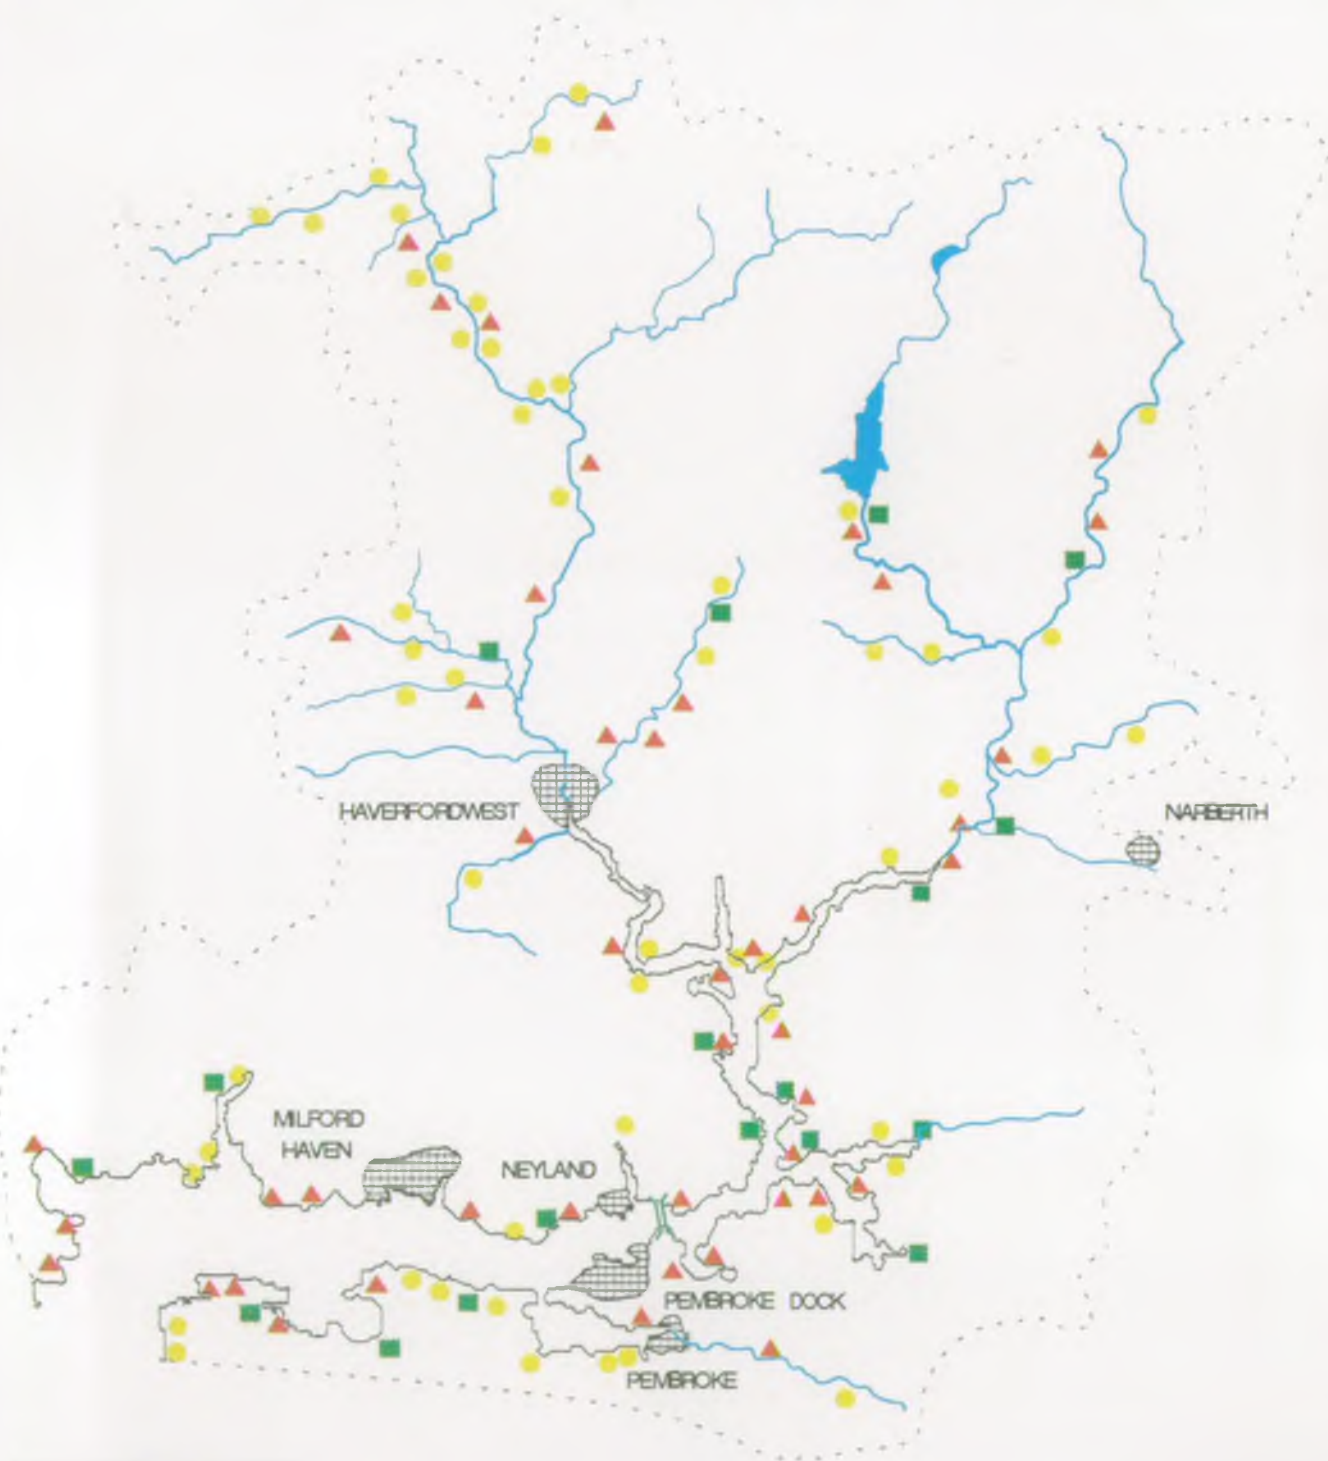 HAVERFORDWEST
NARBERTH
MILFORD
HAVEN
NEYLAND
PEMBROKE DOCK
PEMBROKE